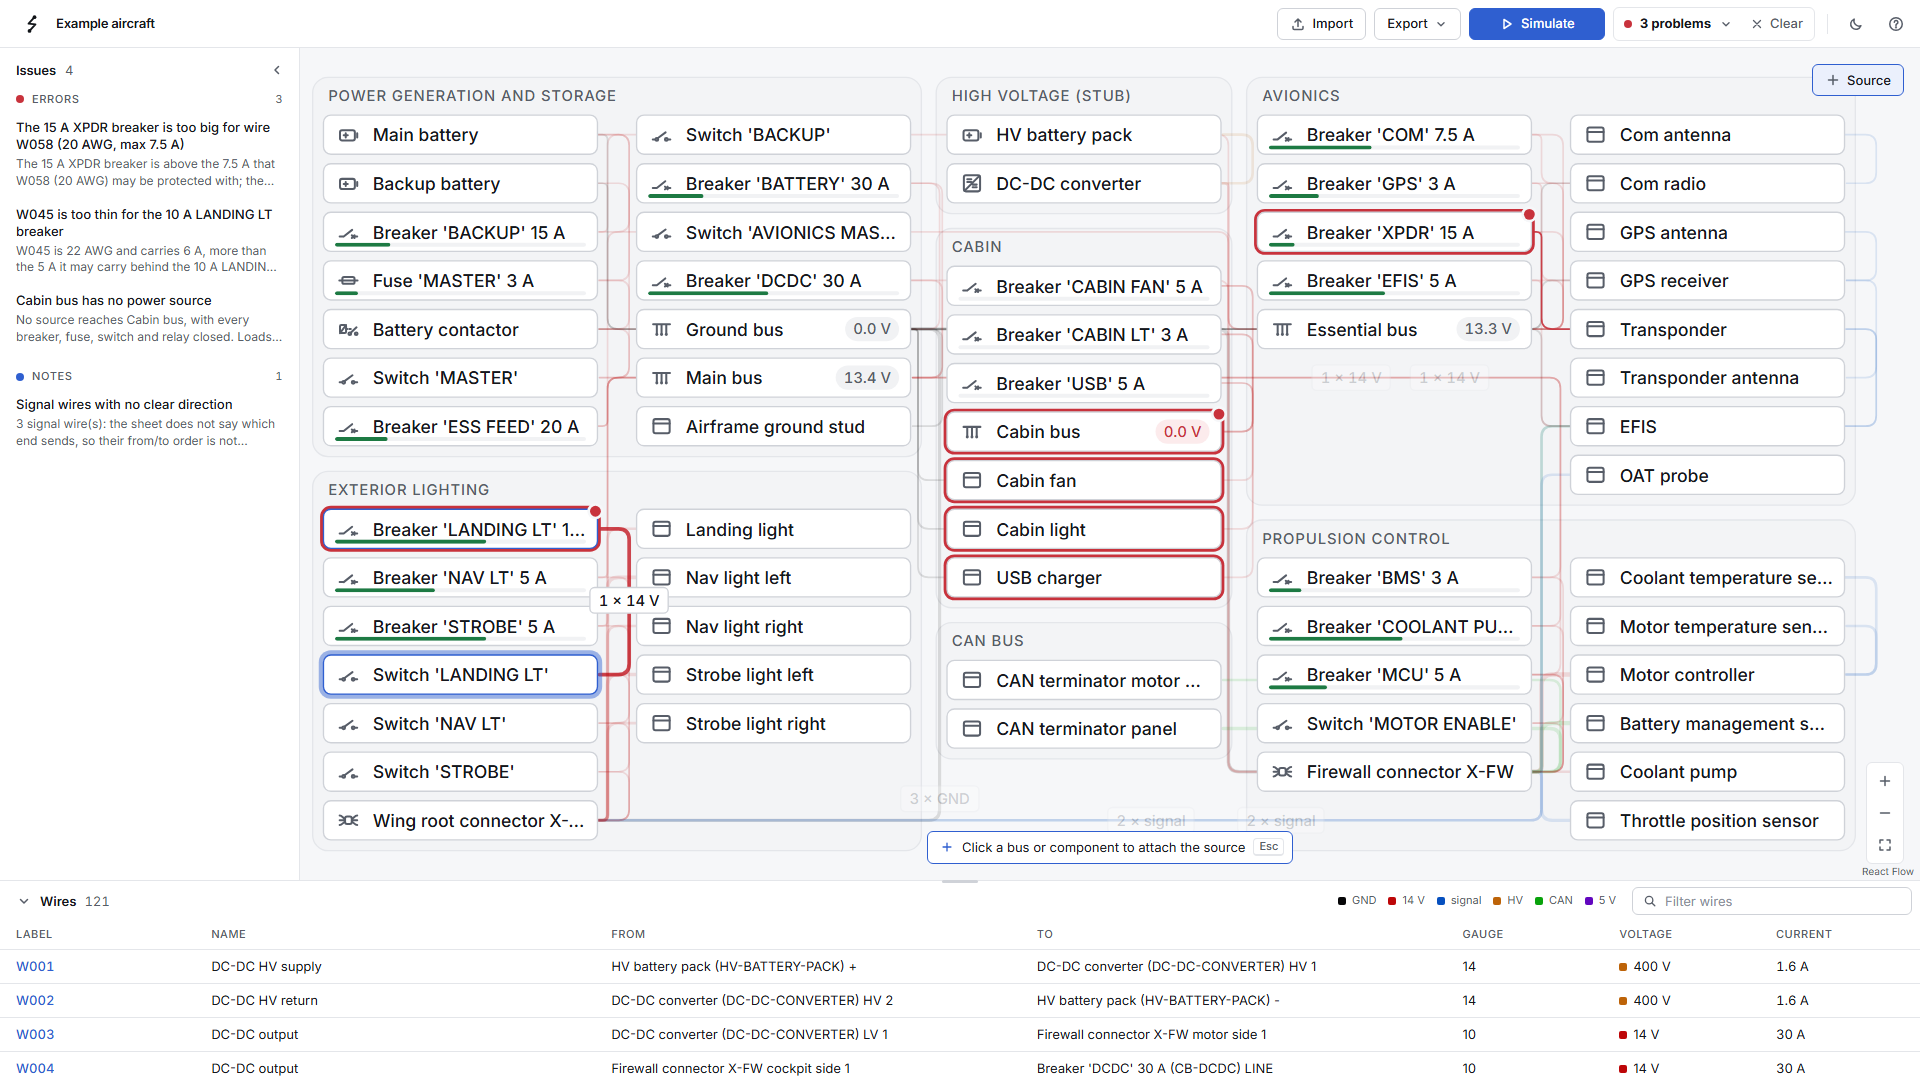 Example aircraft
Import
Export
Simulate
3 problems
Clear
Issues 4
ERRORS 3
The 15 A XPDR breaker is too big for wire
W058 (20 AWG, max 7.5 A)
The 15 A XPDR breaker is above the 7.5 A that
W058 (20 AWG) may be protected with; the...
W045 is too thin for the 10 A LANDING LT
breaker
W045 is 22 AWG and carries 6 A, more than
the 5 A it may carry behind the 10 A LANDIN...
Cabin bus has no power source
No source reaches Cabin bus, with every
breaker, fuse, switch and relay closed. Loads...
NOTES 1
Signal wires with no clear direction
3 signal wire(s): the sheet does not say which
end sends, so their from/to order is not...
Source
POWER GENERATION AND STORAGE
Main battery
Backup battery
Breaker 'BACKUP' 15 A
Fuse 'MASTER' 3 A
Battery contactor
Switch 'MASTER'
Breaker 'ESS FEED' 20 A
Switch 'BACKUP'
Breaker 'BATTERY' 30 A
Switch 'AVIONICS MAS...
Breaker 'DCDC' 30 A
Ground bus 0.0 V
Main bus 13.4 V
Airframe ground stud
EXTERIOR LIGHTING
Breaker 'LANDING LT' 1...
Breaker 'NAV LT' 5 A
Breaker 'STROBE' 5 A
Switch 'LANDING LT'
Switch 'NAV LT'
Switch 'STROBE'
Wing root connector X-...
1 × 14 V
Landing light
Nav light left
Nav light right
Strobe light left
Strobe light right
HIGH VOLTAGE (STUB)
HV battery pack
DC-DC converter
CABIN
Breaker 'CABIN FAN' 5 A
Breaker 'CABIN LT' 3 A
Breaker 'USB' 5 A
Cabin bus 0.0 V
Cabin fan
Cabin light
USB charger
CAN BUS
CAN terminator motor ...
CAN terminator panel
3 × GND
2 × signal
2 × signal
AVIONICS
Breaker 'COM' 7.5 A
Breaker 'GPS' 3 A
Breaker 'XPDR' 15 A
Breaker 'EFIS' 5 A
Essential bus 13.3 V
1 × 14 V
1 × 14 V
Com antenna
Com radio
GPS antenna
GPS receiver
Transponder
Transponder antenna
EFIS
OAT probe
PROPULSION CONTROL
Breaker 'BMS' 3 A
Breaker 'COOLANT PU...
Breaker 'MCU' 5 A
Switch 'MOTOR ENABLE'
Firewall connector X-FW
Coolant temperature se...
Motor temperature sen...
Motor controller
Battery management s...
Coolant pump
Throttle position sensor
Click a bus or component to attach the source Esc
React Flow
Wires 121
GND 14 V signal HV CAN 5 V
Filter wires
LABEL NAME FROM TO GAUGE VOLTAGE CURRENT
W001 DC-DC HV supply HV battery pack (HV-BATTERY-PACK) + DC-DC converter (DC-DC-CONVERTER) HV 1 14 400 V 1.6 A
W002 DC-DC HV return DC-DC converter (DC-DC-CONVERTER) HV 2 HV battery pack (HV-BATTERY-PACK) - 14 400 V 1.6 A
W003 DC-DC output DC-DC converter (DC-DC-CONVERTER) LV 1 Firewall connector X-FW motor side 1 10 14 V 30 A
W004 DC-DC output Firewall connector X-FW cockpit side 1 Breaker 'DCDC' 30 A (CB-DCDC) LINE 10 14 V 30 A